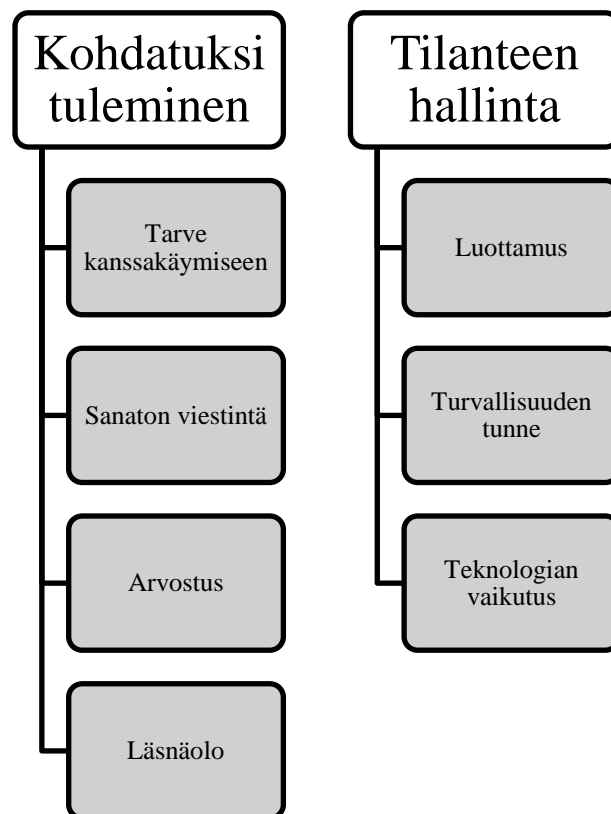 Kohdatuksi
tuleminen
Tarve
kanssakäymiseen
Sanaton viestintä
Arvostus
Läsnäolo
Tilanteen
hallinta
Luottamus
Turvallisuuden
tunne
Teknologian
vaikutus